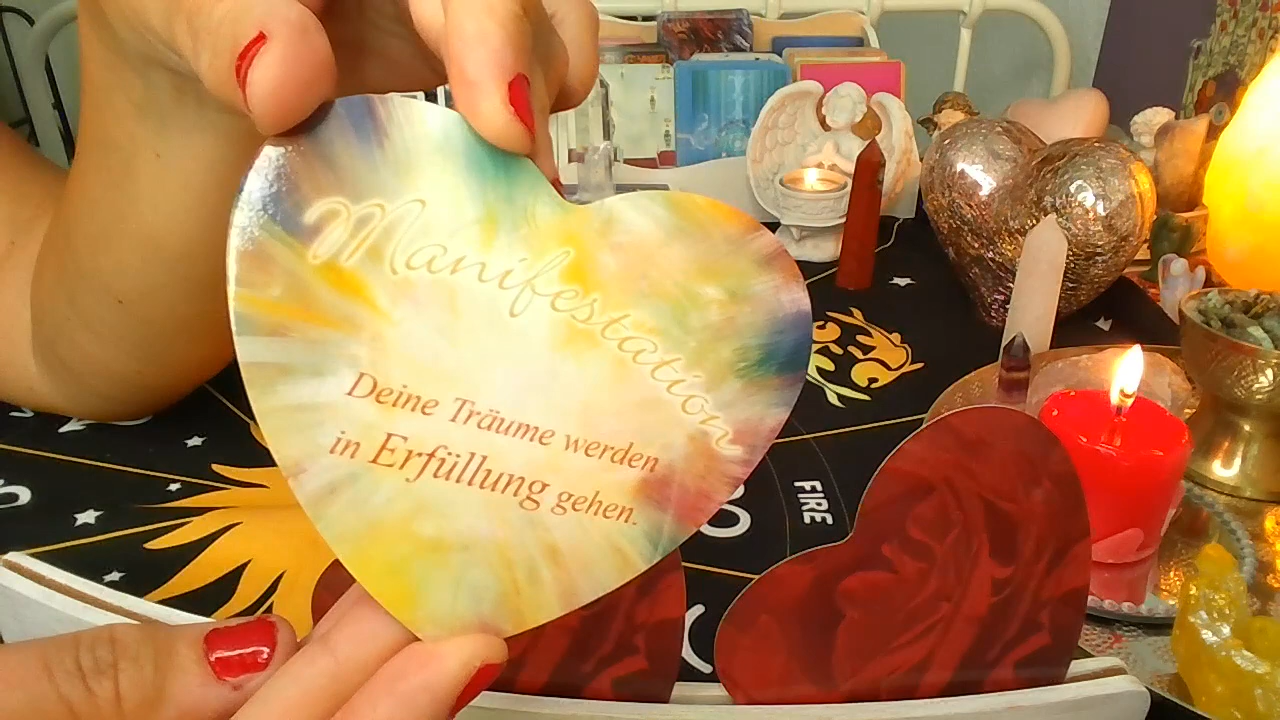 Manifestation
Deine Träume werden
in Erfüllung gehen.
FIRE